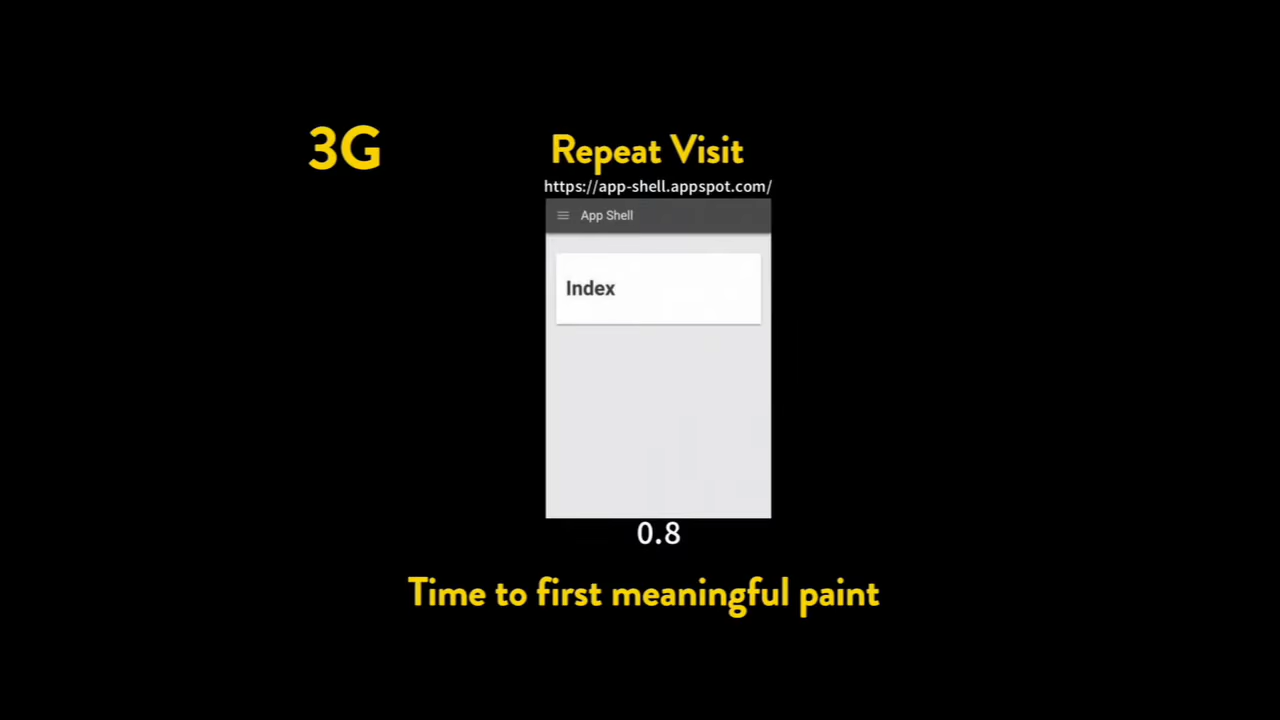 3G
Repeat Visit
https://app-shell.appspot.com/
App Shell
Index
0.8
Time to first meaningful paint